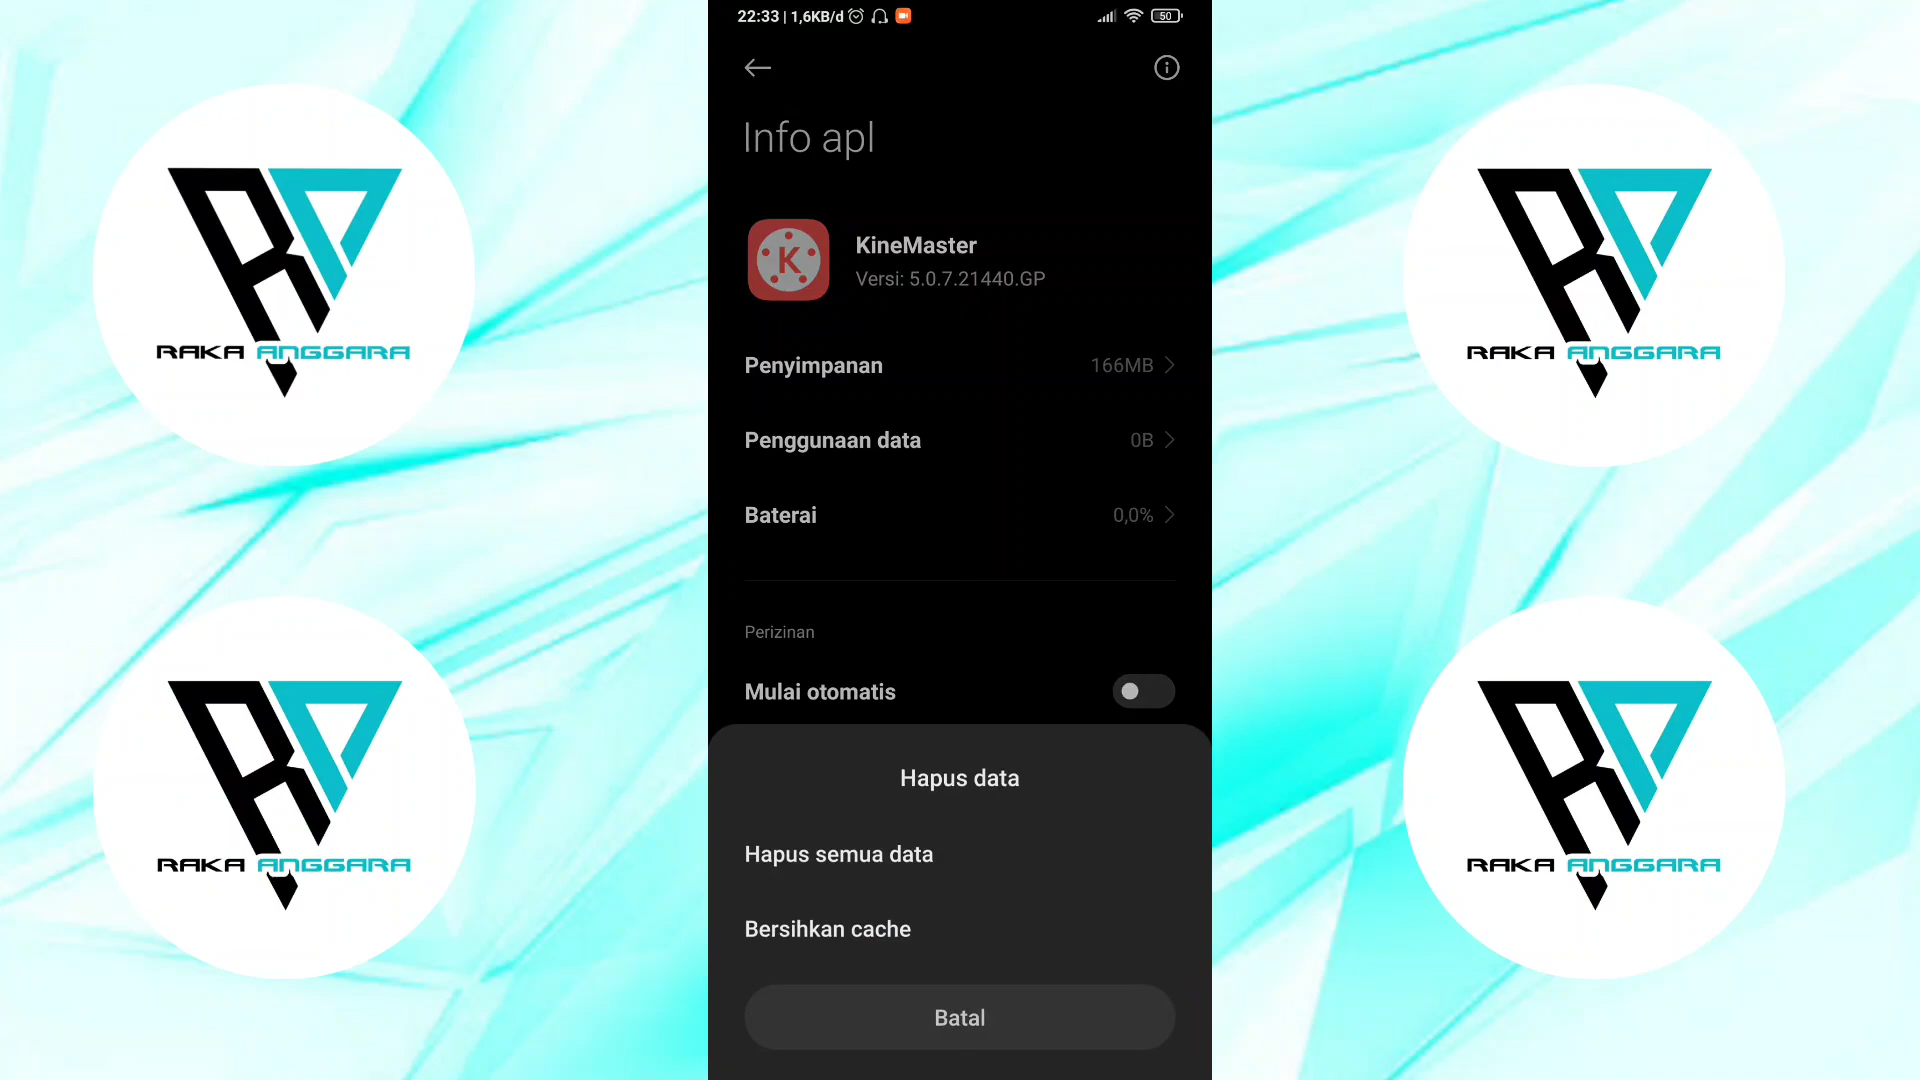 22:33 | 1,6KB/d
50
Info apl
K
KineMaster
Versi: 5.0.7.21440.GP
Penyimpanan 166MB
Penggunaan data 0B
Baterai 0,0%
Perizinan
Mulai otomatis
Hapus data
Hapus semua data
Bersihkan cache
Batal
RAKA ANGGARA
RAKA ANGGARA
RAKA ANGGARA
RAKA ANGGARA